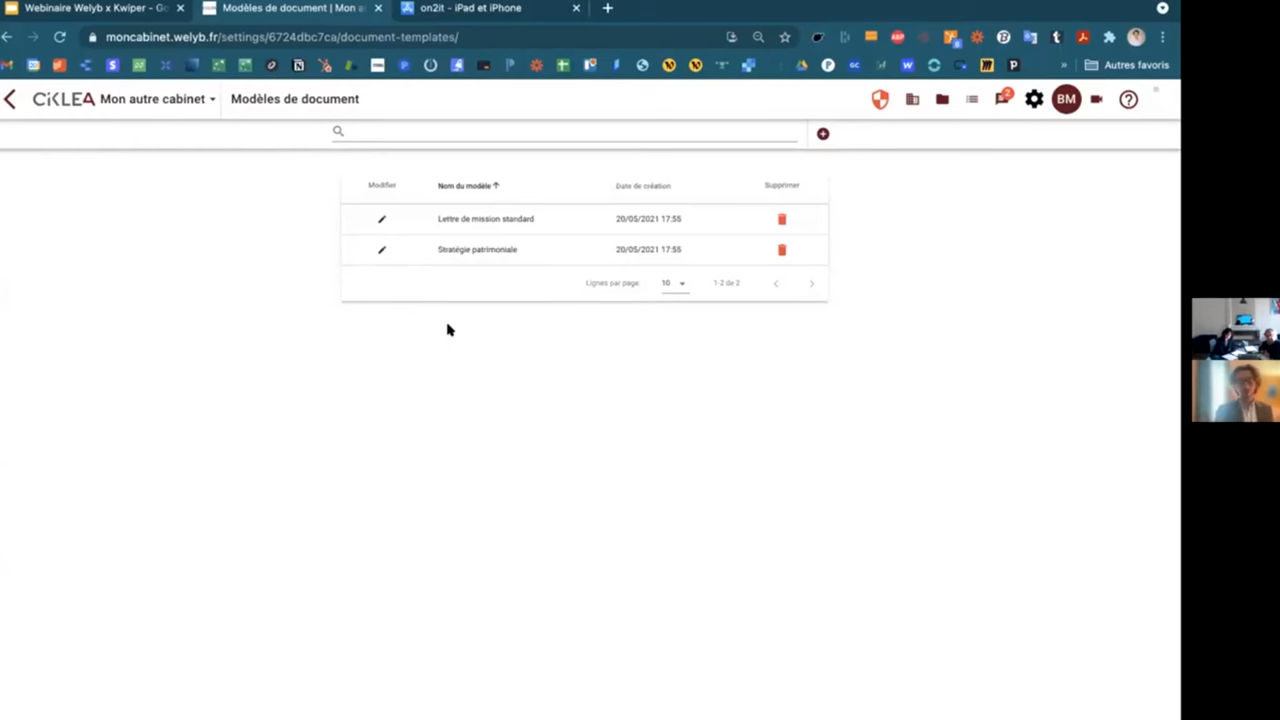 Webinaire Welyb x Kwiper - Go
Modèles de document | Mon a
on2it - iPad et iPhone
moncabinet.welyb.fr/settings/6724dbc7ca/document-templates/
Autres favoris
CiKLEA Mon autre cabinet
Modèles de document
2
BM
Modifier
Nom du modèle
Date de création
Supprimer
Lettre de mission standard
20/05/2021 17:55
Stratégie patrimoniale
20/05/2021 17:55
Lignes par page:
10
1-2 de 2